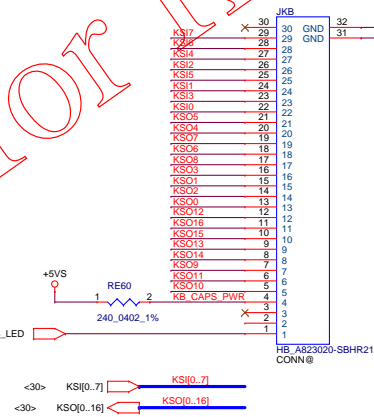 or
JKB
30 30 GND 32
KSI7 29 29 GND 31
KSI6 28 28
KSI4 27 27
KSI2 26 26
KSI5 25 25
KSI1 24 24
KSI3 23 23
KSI0 22 22
KSO5 21 21
KSO4 20 20
KSO7 19 19
KSO6 18 18
KSO8 17 17
KSO3 16 16
KSO1 15 15
KSO2 14 14
KSO0 13 13
KSO12 12 12
KSO16 11 11
KSO15 10 10
KSO13 9 9
KSO14 8 8
KSO9 7 7
KSO11 6 6
+5VS RE60 KSO10 5 5
1 2 KB_CAPS_PWR 4 4
240_0402_1% 3 3
2 2
_LED 1 1
HB_A823020-SBHR21
CONN@
<30> KSI[0..7] KSI[0..7]
<30> KSO[0..16] KSO[0..16]